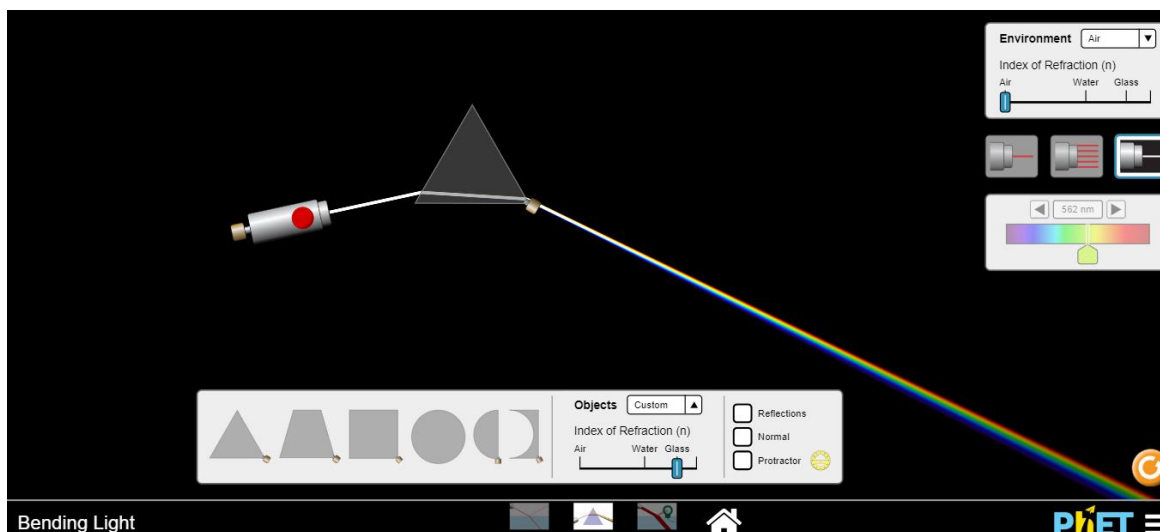 Environment Air
Index of Refraction (n)
Air Water Glass
562 nm
Objects Custom
Index of Refraction (n)
Air Water Glass
Reflections
Normal
Protractor
Bending Light
PhET